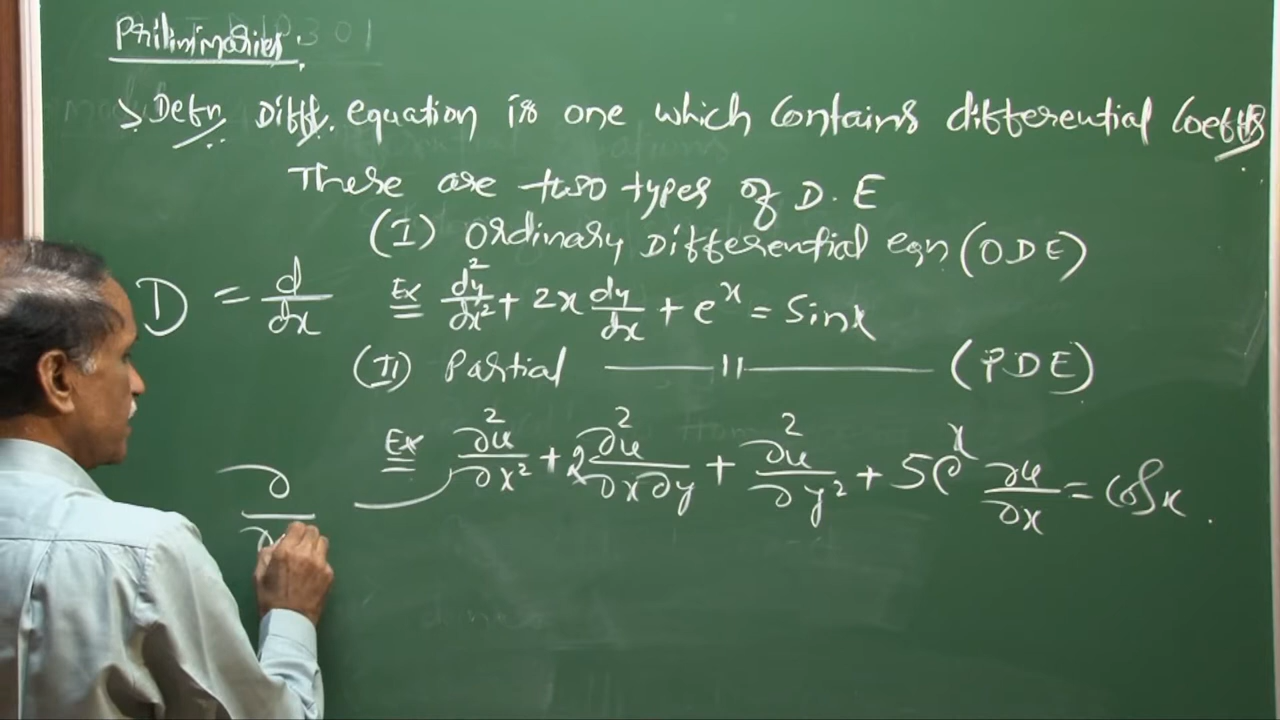 Philiminaries.
> Defn Diff. equation is one which contains differential Coeffs
There are two types of D.E
(I) Ordinary Differential eqn (ODE)
D = d/dx Ex d²y/dx² + 2x dy/dx + e^x = Sinx
(II) Partial ——— 11 ——— (PDE)
Ex ∂²u/∂x² + 2 ∂²u/∂x∂y + ∂²u/∂y² + 5e^x ∂u/∂x = cosx.
∂/∂x